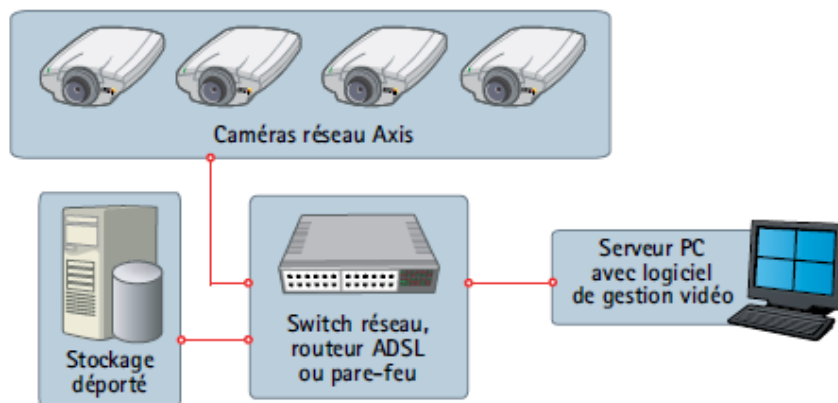 Caméras réseau Axis
Stockage
déporté
Switch réseau,
routeur ADSL
ou pare-feu
Serveur PC
avec logiciel
de gestion vidéo